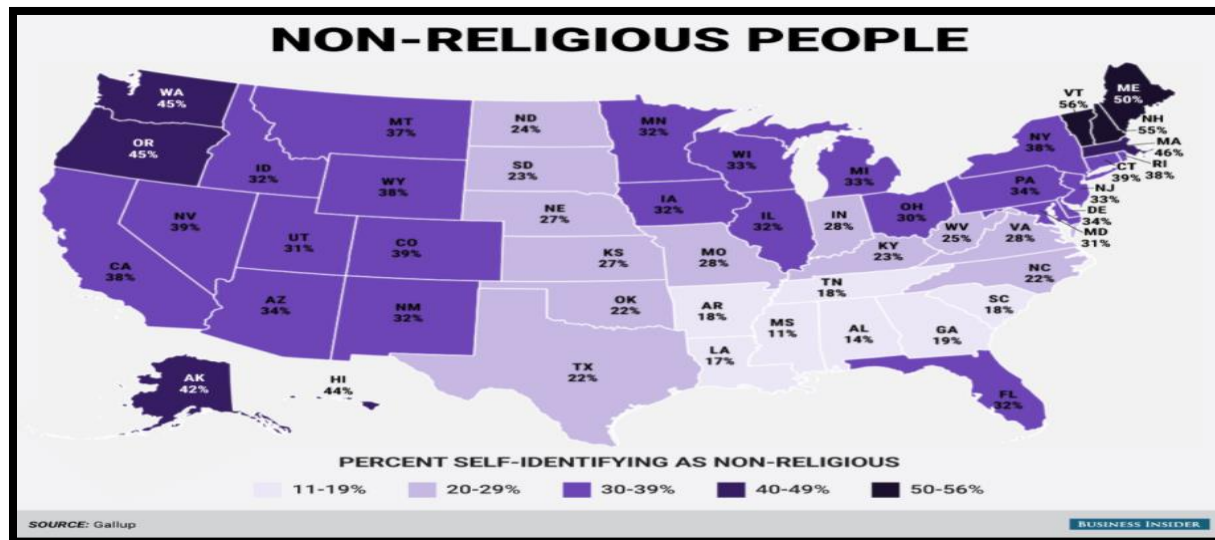 NON-RELIGIOUS PEOPLE
WA
45%
OR
45%
CA
38%
NV
39%
ID
32%
MT
37%
WY
38%
UT
31%
CO
39%
AZ
34%
NM
32%
AK
42%
HI
44%
ND
24%
SD
23%
NE
27%
KS
27%
OK
22%
TX
22%
MN
32%
IA
32%
MO
28%
AR
18%
LA
17%
WI
33%
IL
32%
MI
33%
IN
28%
OH
30%
KY
23%
TN
18%
MS
11%
AL
14%
GA
19%
FL
32%
SC
18%
NC
22%
VA
28%
WV
25%
PA
34%
NY
38%
VT
56%
ME
50%
NH
55%
MA
46%
RI
38%
CT
39%
NJ
33%
DE
34%
MD
31%
PERCENT SELF-IDENTIFYING AS NON-RELIGIOUS
11-19% 20-29% 30-39% 40-49% 50-56%
SOURCE: Gallup
BUSINESS INSIDER